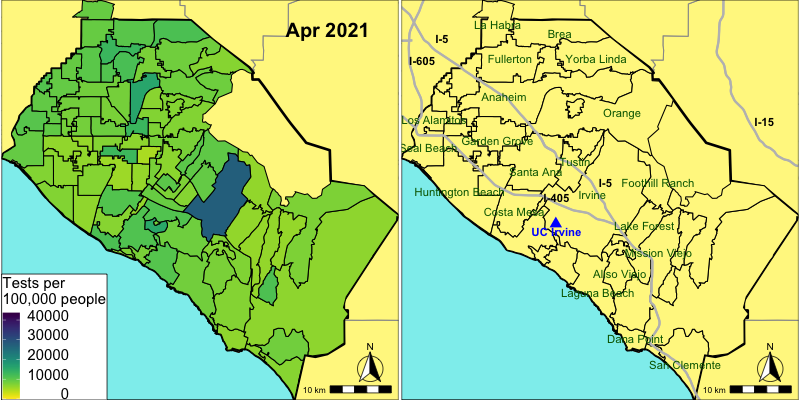 Apr 2021
Tests per
100,000 people
40000
30000
20000
10000
0
N
10 km
La Habra
Brea
I-5
I-605
Fullerton
Yorba Linda
Anaheim
Orange
I-15
Los Alamitos
Garden Grove
Seal Beach
Tustin
Santa Ana
I-5
Foothill Ranch
Huntington Beach
I-405
Irvine
Costa Mesa
UC Irvine
Lake Forest
Mission Viejo
Aliso Viejo
Laguna Beach
Dana Point
San Clemente
N
10 km